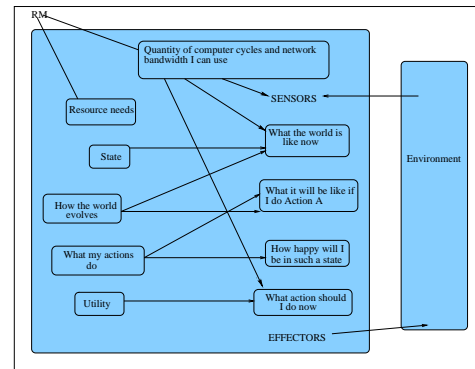 RM
Quantity of computer cycles and network
bandwidth I can use
SENSORS
Resource needs
What the world is
like now
State
Environment
What it will be like if
I do Action A
How the world
evolves
What my actions
do
How happy will I
be in such a state
Utility
What action should
I do now
EFFECTORS